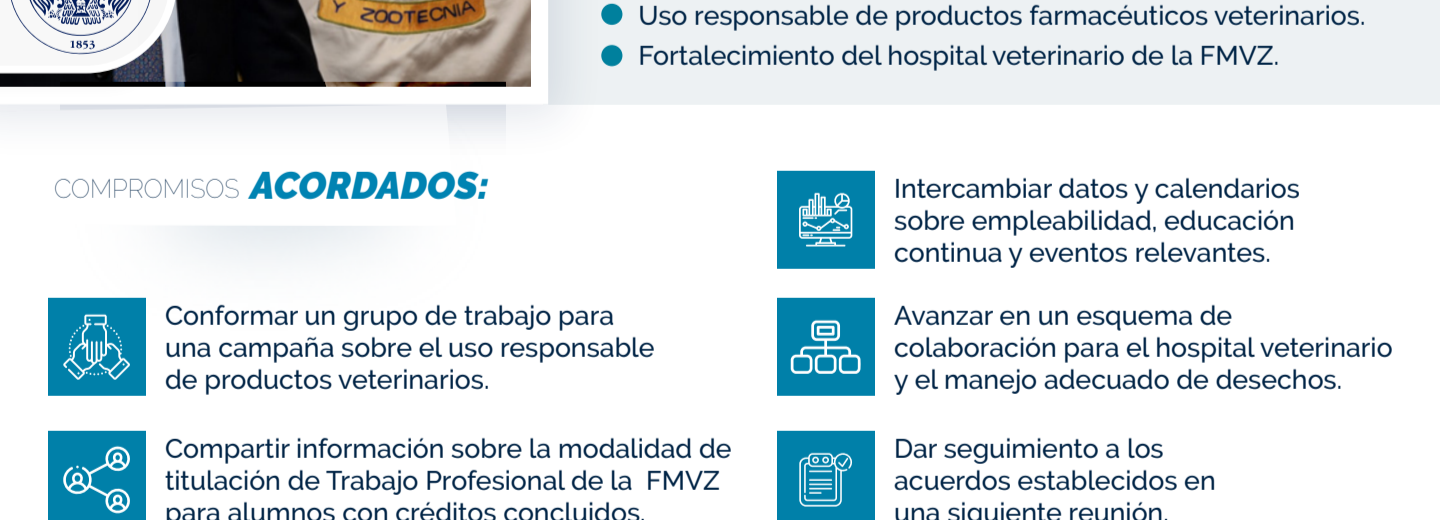 1853
Y ZOOTECNIA
Uso responsable de productos farmacéuticos veterinarios.
Fortalecimiento del hospital veterinario de la FMVZ.
COMPROMISOS ACORDADOS:
Conformar un grupo de trabajo para
una campaña sobre el uso responsable
de productos veterinarios.
Compartir información sobre la modalidad de
titulación de Trabajo Profesional de la FMVZ
para alumnos con créditos concluidos.
Intercambiar datos y calendarios
sobre empleabilidad, educación
continua y eventos relevantes.
Avanzar en un esquema de
colaboración para el hospital veterinario
y el manejo adecuado de desechos.
Dar seguimiento a los
acuerdos establecidos en
una siguiente reunión.